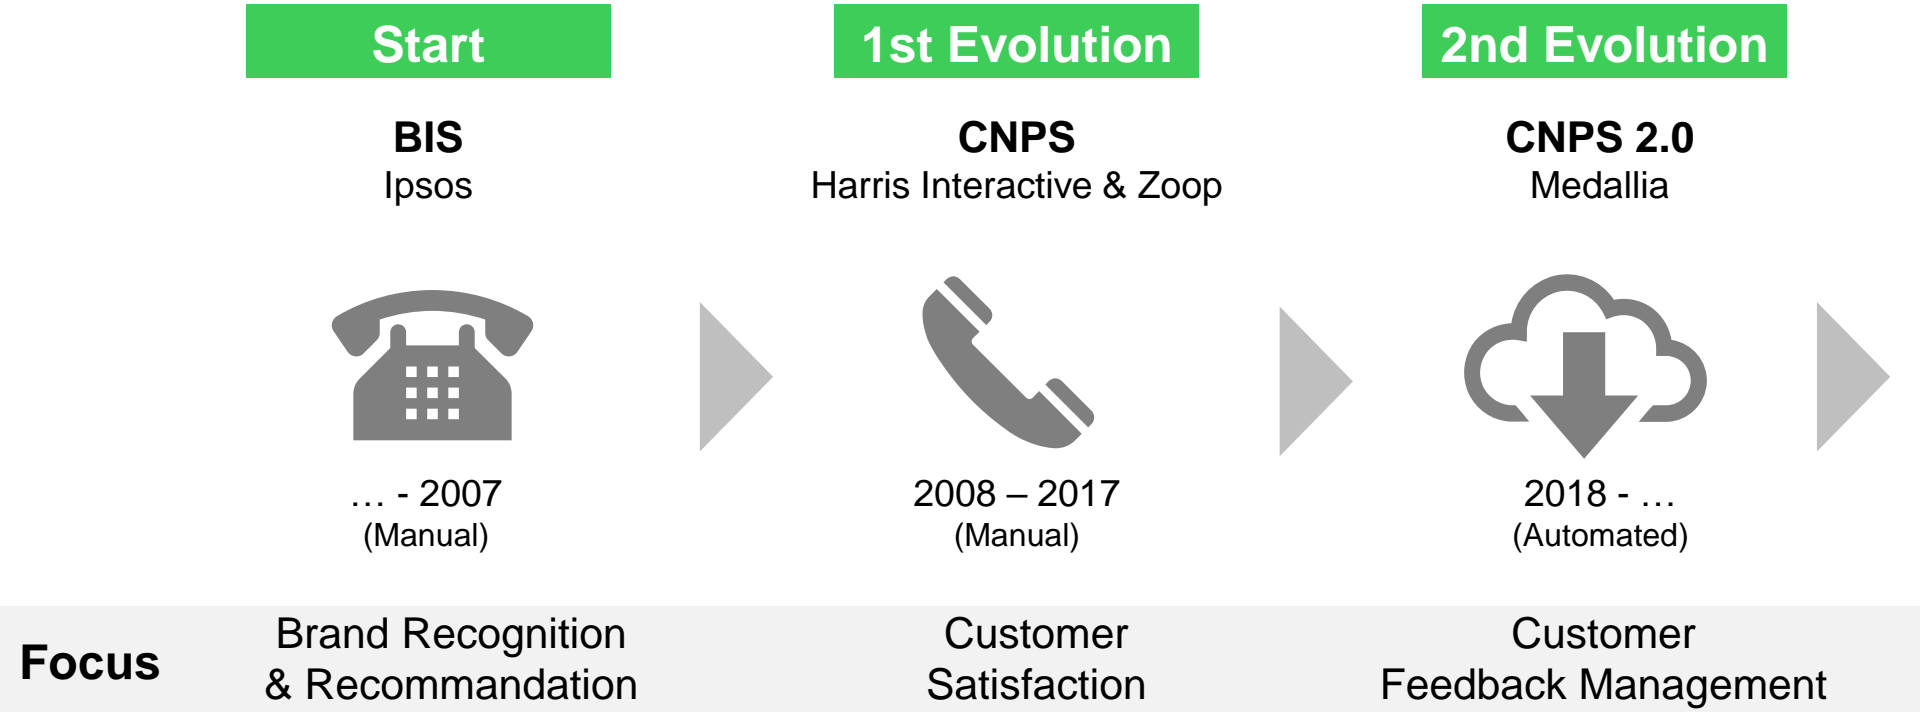 Start
1st Evolution
2nd Evolution
BIS
Ipsos
CNPS
Harris Interactive & Zoop
CNPS 2.0
Medallia
… - 2007
(Manual)
2008 – 2017
(Manual)
2018 - …
(Automated)
Focus
Brand Recognition
& Recommandation
Customer
Satisfaction
Customer
Feedback Management